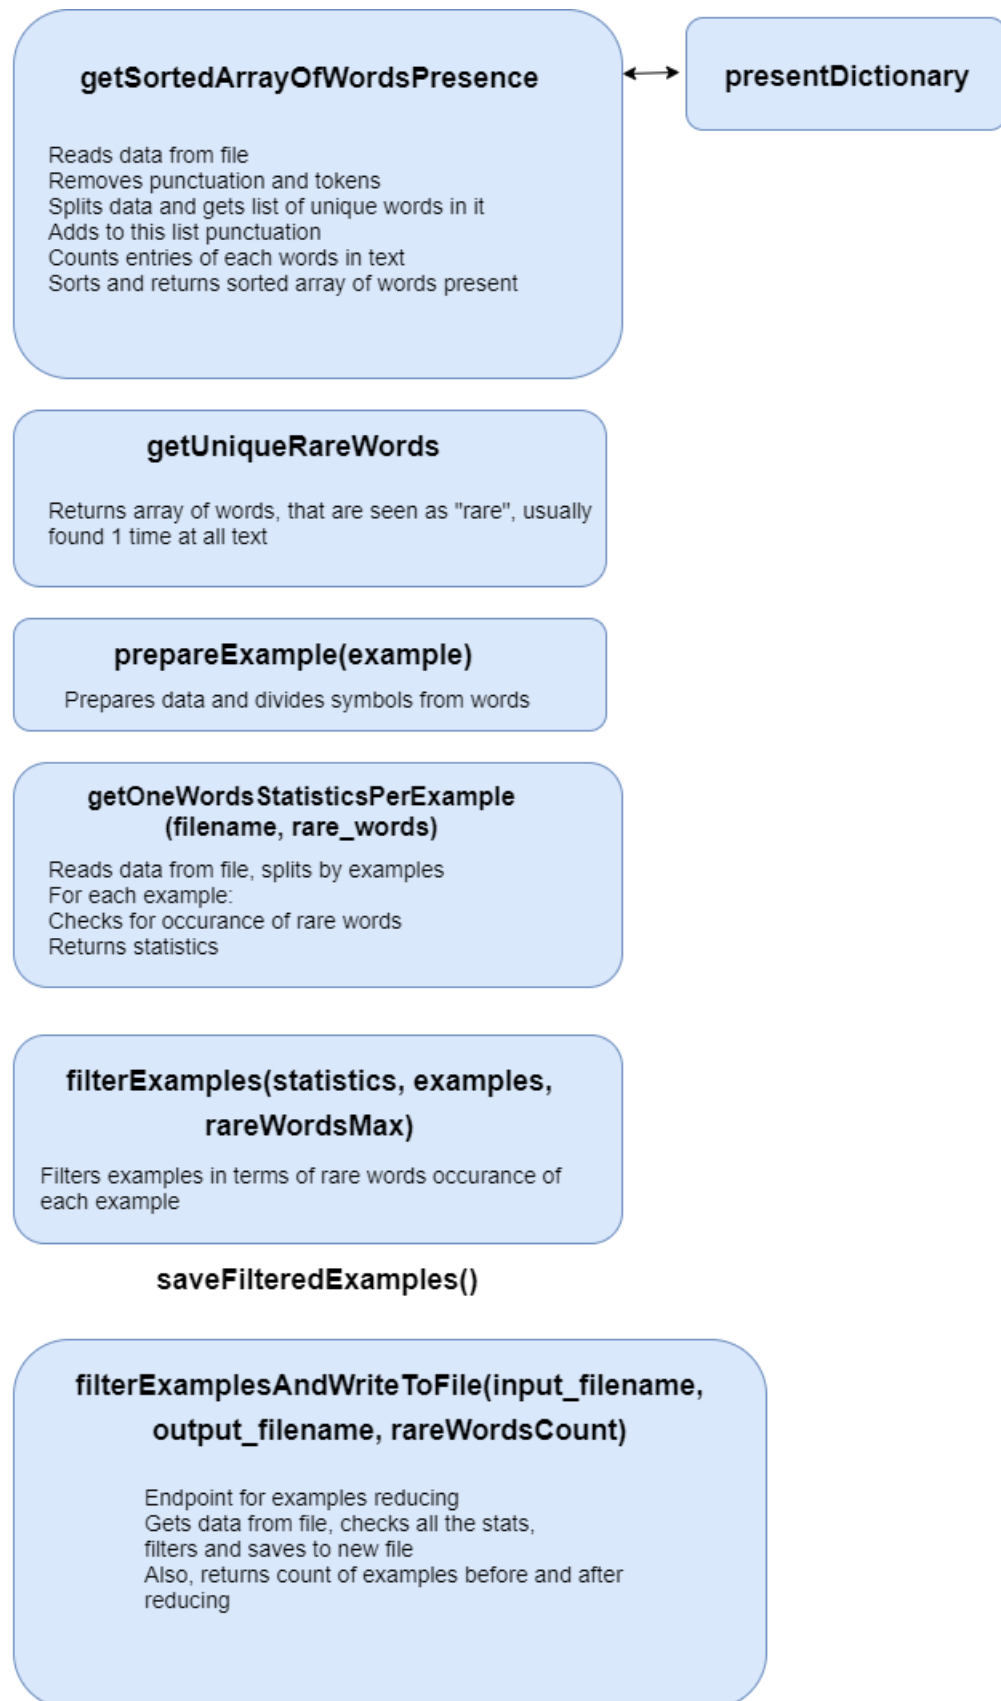 getSortedArrayOfWordsPresence
presentDictionary
Reads data from file
Removes punctuation and tokens
Splits data and gets list of unique words in it
Adds to this list punctuation
Counts entries of each words in text
Sorts and returns sorted array of words present
getUniqueRareWords
Returns array of words, that are seen as "rare", usually
found 1 time at all text
prepareExample(example)
Prepares data and divides symbols from words
getOneWordsStatisticsPerExample
(filename, rare_words)
Reads data from file, splits by examples
For each example:
Checks for occurance of rare words
Returns statistics
filterExamples(statistics, examples,
rareWordsMax)
Filters examples in terms of rare words occurance of
each example
saveFilteredExamples()
filterExamplesAndWriteToFile(input_filename,
output_filename, rareWordsCount)
Endpoint for examples reducing
Gets data from file, checks all the stats,
filters and saves to new file
Also, returns count of examples before and after
reducing